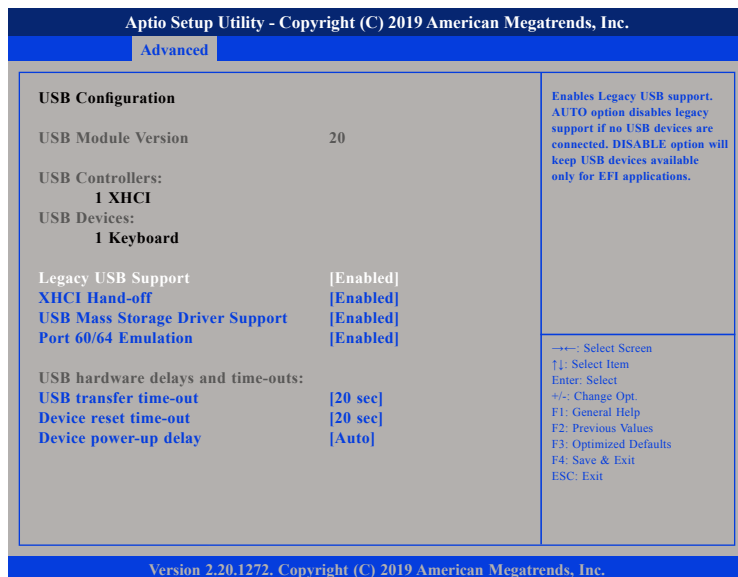 Aptio Setup Utility - Copyright (C) 2019 American Megatrends, Inc.
Advanced
USB Configuration
USB Module Version 20
USB Controllers:
1 XHCI
USB Devices:
1 Keyboard
Legacy USB Support [Enabled]
XHCI Hand-off [Enabled]
USB Mass Storage Driver Support [Enabled]
Port 60/64 Emulation [Enabled]
USB hardware delays and time-outs:
USB transfer time-out [20 sec]
Device reset time-out [20 sec]
Device power-up delay [Auto]
Enables Legacy USB support.
AUTO option disables legacy
support if no USB devices are
connected. DISABLE option will
keep USB devices available
only for EFI applications.
→←: Select Screen
↑↓: Select Item
Enter: Select
+/-: Change Opt.
F1: General Help
F2: Previous Values
F3: Optimized Defaults
F4: Save & Exit
ESC: Exit
Version 2.20.1272. Copyright (C) 2019 American Megatrends, Inc.